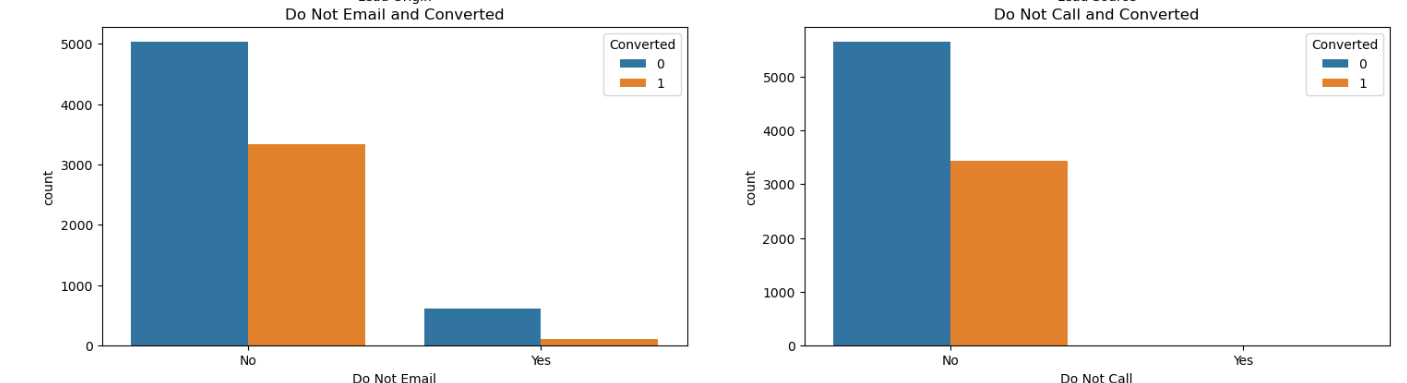 Do Not Email and Converted
5000
4000
3000
2000
1000
0
count
Converted
0
1
No
Yes
Do Not Email
Do Not Call and Converted
5000
4000
3000
2000
1000
0
count
Converted
0
1
No
Yes
Do Not Call